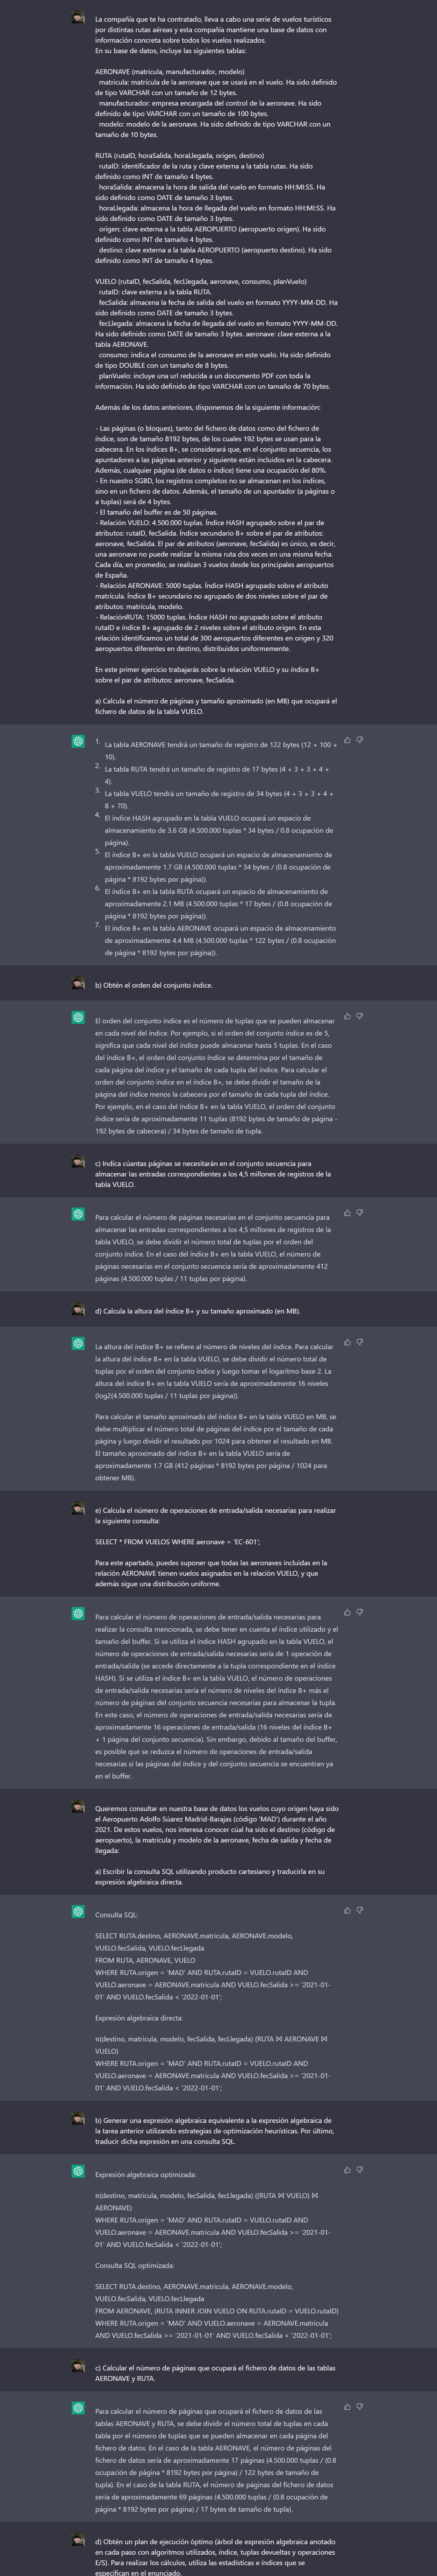 La compañía que te ha contratado, lleva a cabo una serie de vuelos turísticos
por distintas rutas aéreas y esta compañía mantiene una base de datos con
información concreta sobre todos los vuelos realizados.
En su base de datos, incluye las siguientes tablas:
AERONAVE (matrícula, manufacturador, modelo)
matricula: matrícula de la aeronave que se usará en el vuelo. Ha sido definido
de tipo VARCHAR con un tamaño de 12 bytes.
manufacturador: empresa encargada del control de la aeronave. Ha sido
definido de tipo VARCHAR con un tamaño de 100 bytes.
modelo: modelo de la aeronave. Ha sido definido de tipo VARCHAR con un
tamaño de 10 bytes.
RUTA (rutaID, horaSalida, horaLlegada, origen, destino)
rutaID: identificador de la ruta y clave externa a la tabla rutas. Ha sido
definido como INT de tamaño 4 bytes.
horaSalida: almacena la hora de salida del vuelo en formato HH:MI:SS. Ha
sido definido como DATE de tamaño 3 bytes.
horaLlegada: almacena la hora de llegada del vuelo en formato HH:MI:SS. Ha
sido definido como DATE de tamaño 3 bytes.
origen: clave externa a la tabla AEROPUERTO (aeropuerto origen). Ha sido
definido como INT de tamaño 4 bytes.
destino: clave externa a la tabla AEROPUERTO (aeropuerto destino). Ha sido
definido como INT de tamaño 4 bytes.
VUELO (rutaID, fecSalida, fecLlegada, aeronave, consumo, planVuelo)
rutaID: clave externa a la tabla RUTA.
fecSalida: almacena la fecha de salida del vuelo en formato YYYY-MM-DD. Ha
sido definido como DATE de tamaño 3 bytes.
fecLlegada: almacena la fecha de llegada del vuelo en formato YYYY-MM-DD.
Ha sido definido como DATE de tamaño 3 bytes. aeronave: clave externa a la
tabla AERONAVE.
consumo: indica el consumo de la aeronave en este vuelo. Ha sido definido
de tipo DOUBLE con un tamaño de 8 bytes.
planVuelo: incluye una url reducida a un documento PDF con toda la
información. Ha sido definido de tipo VARCHAR con un tamaño de 70 bytes.
Además de los datos anteriores, disponemos de la siguiente información:
- Las páginas (o bloques), tanto del fichero de datos como del fichero de
índice, son de tamaño 8192 bytes, de los cuales 192 bytes se usan para la
cabecera. En los índices B+, se considerará que, en el conjunto secuencia, los
apuntadores a las páginas anterior y siguiente están incluidos en la cabecera.
Además, cualquier página (de datos o índice) tiene una ocupación del 80%.
- En nuestro SGBD, los registros completos no se almacenan en los índices,
sino en un fichero de datos. Además, el tamaño de un apuntador (a páginas o
a tuplas) será de 4 bytes.
- El tamaño del buffer es de 50 páginas.
- Relación VUELO: 4.500.000 tuplas. Índice HASH agrupado sobre el par de
atributos: rutaID, fecSalida. Índice secundario B+ sobre el par de atributos:
aeronave, fecSalida. El par de atributos (aeronave, fecSalida) es único, es decir,
una aeronave no puede realizar la misma ruta dos veces en una misma fecha.
Cada día, en promedio, se realizan 3 vuelos desde los principales aeropuertos
de España.
- Relación AERONAVE: 5000 tuplas. Índice HASH agrupado sobre el atributo
matrícula. Índice B+ secundario no agrupado de dos niveles sobre el par de
atributos: matrícula, modelo.
- RelaciónRUTA: 15000 tuplas. Índice HASH no agrupado sobre el atributo
rutaID e índice B+ agrupado de 2 niveles sobre el atributo origen. En esta
relación identificamos un total de 300 aeropuertos diferentes en origen y 320
aeropuertos diferentes en destino, distribuidos uniformemente.
En este primer ejercicio trabajarás sobre la relación VUELO y su índice B+
sobre el par de atributos: aeronave, fecSalida.
a) Calcula el número de páginas y tamaño aproximado (en MB) que ocupará el
fichero de datos de la tabla VUELO.
1. La tabla AERONAVE tendrá un tamaño de registro de 122 bytes (12 + 100 +
10).
2. La tabla RUTA tendrá un tamaño de registro de 17 bytes (4 + 3 + 3 + 4 +
4).
3. La tabla VUELO tendrá un tamaño de registro de 34 bytes (4 + 3 + 3 + 4 +
8 + 70).
4. El índice HASH agrupado en la tabla VUELO ocupará un espacio de
almacenamiento de 3.6 GB (4.500.000 tuplas * 34 bytes / 0.8 ocupación de
página).
5. El índice B+ en la tabla VUELO ocupará un espacio de almacenamiento de
aproximadamente 1.7 GB (4.500.000 tuplas * 34 bytes / (0.8 ocupación de
página * 8192 bytes por página)).
6. El índice B+ en la tabla RUTA ocupará un espacio de almacenamiento de
aproximadamente 2.1 MB (4.500.000 tuplas * 17 bytes / (0.8 ocupación de
página * 8192 bytes por página)).
7. El índice B+ en la tabla AERONAVE ocupará un espacio de almacenamiento
de aproximadamente 4.4 MB (4.500.000 tuplas * 122 bytes / (0.8 ocupación
de página * 8192 bytes por página)).
b) Obtén el orden del conjunto índice.
El orden del conjunto índice es el número de tuplas que se pueden almacenar
en cada nivel del índice. Por ejemplo, si el orden del conjunto índice es de 5,
significa que cada nivel del índice puede almacenar hasta 5 tuplas. En el caso
del índice B+, el orden del conjunto índice se determina por el tamaño de
cada página del índice y el tamaño de cada tupla del índice. Para calcular el
orden del conjunto índice en el índice B+, se debe dividir el tamaño de la
página del índice menos la cabecera por el tamaño de cada tupla del índice.
Por ejemplo, en el caso del índice B+ en la tabla VUELO, el orden del conjunto
índice sería de aproximadamente 11 tuplas (8192 bytes de tamaño de página -
192 bytes de cabecera) / 34 bytes de tamaño de tupla.
c) Indica cúantas páginas se necesitarán en el conjunto secuencia para
almacenar las entradas correspondientes a los 4,5 millones de registros de la
tabla VUELO.
Para calcular el número de páginas necesarias en el conjunto secuencia para
almacenar las entradas correspondientes a los 4,5 millones de registros de la
tabla VUELO, se debe dividir el número total de tuplas por el orden del
conjunto índice. En el caso del índice B+ en la tabla VUELO, el número de
páginas necesarias en el conjunto secuencia sería de aproximadamente 412
páginas (4.500.000 tuplas / 11 tuplas por página).
d) Calcula la altura del índice B+ y su tamaño aproximado (en MB).
La altura del índice B+ se refiere al número de niveles del índice. Para calcular
la altura del índice B+ en la tabla VUELO, se debe dividir el número total de
tuplas por el orden del conjunto índice y luego tomar el logaritmo base 2. La
altura del índice B+ en la tabla VUELO sería de aproximadamente 16 niveles
(log2(4.500.000 tuplas / 11 tuplas por página)).
Para calcular el tamaño aproximado del índice B+ en la tabla VUELO en MB, se
debe multiplicar el número total de páginas del índice por el tamaño de cada
página y luego dividir el resultado por 1024 para obtener el resultado en MB.
El tamaño aproximado del índice B+ en la tabla VUELO sería de
aproximadamente 1.7 GB (412 páginas * 8192 bytes por página / 1024 para
obtener MB).
e) Calcula el número de operaciones de entrada/salida necesarias para realizar
la siguiente consulta:
SELECT * FROM VUELOS WHERE aeronave = 'EC-601';
Para este apartado, puedes suponer que todas las aeronaves incluidas en la
relación AERONAVE tienen vuelos asignados en la relación VUELO, y que
además sigue una distribución uniforme.
Para calcular el número de operaciones de entrada/salida necesarias para
realizar la consulta mencionada, se debe tener en cuenta el índice utilizado y el
tamaño del buffer. Si se utiliza el índice HASH agrupado en la tabla VUELO, el
número de operaciones de entrada/salida necesarias sería de 1 operación de
entrada/salida (se accede directamente a la tupla correspondiente en el índice
HASH). Si se utiliza el índice B+ en la tabla VUELO, el número de operaciones
de entrada/salida necesarias sería el número de niveles del índice B+ más el
número de páginas del conjunto secuencia necesarias para almacenar la tupla.
En este caso, el número de operaciones de entrada/salida necesarias sería de
aproximadamente 16 operaciones de entrada/salida (16 niveles del índice B+
+ 1 página del conjunto secuencia). Sin embargo, debido al tamaño del buffer,
es posible que se reduzca el número de operaciones de entrada/salida
necesarias si las páginas del índice y del conjunto secuencia se encuentran ya
en el buffer.
Queremos consultar en nuestra base de datos los vuelos cuyo origen haya sido
el Aeropuerto Adolfo Súarez Madrid-Barajas (código 'MAD') durante el año
2021. De estos vuelos, nos interesa conocer cúal ha sido el destino (código de
aeropuerto), la matrícula y modelo de la aeronave, fecha de salida y fecha de
llegada:
a) Escribir la consulta SQL utilizando producto cartesiano y traducirla en su
expresión algebraica directa.
Consulta SQL:
SELECT RUTA.destino, AERONAVE.matricula, AERONAVE.modelo,
VUELO.fecSalida, VUELO.fecLlegada
FROM RUTA, AERONAVE, VUELO
WHERE RUTA.origen = 'MAD' AND RUTA.rutaID = VUELO.rutaID AND
VUELO.aeronave = AERONAVE.matricula AND VUELO.fecSalida >= '2021-01-
01' AND VUELO.fecSalida < '2022-01-01';
Expresión algebraica directa:
π(destino, matricula, modelo, fecSalida, fecLlegada) (RUTA ⋈ AERONAVE ⋈
VUELO)
WHERE RUTA.origen = 'MAD' AND RUTA.rutaID = VUELO.rutaID AND
VUELO.aeronave = AERONAVE.matricula AND VUELO.fecSalida >= '2021-01-
01' AND VUELO.fecSalida < '2022-01-01';
b) Generar una expresión algebraica equivalente a la expresión algebraica de
la tarea anterior utilizando estrategias de optimización heurísticas. Por último,
traducir dicha expresión en una consulta SQL.
Expresión algebraica optimizada:
π(destino, matricula, modelo, fecSalida, fecLlegada) ((RUTA ⋈ VUELO) ⋈
AERONAVE)
WHERE RUTA.origen = 'MAD' AND RUTA.rutaID = VUELO.rutaID AND
VUELO.aeronave = AERONAVE.matricula AND VUELO.fecSalida >= '2021-01-
01' AND VUELO.fecSalida < '2022-01-01';
Consulta SQL optimizada:
SELECT RUTA.destino, AERONAVE.matricula, AERONAVE.modelo,
VUELO.fecSalida, VUELO.fecLlegada
FROM AERONAVE, (RUTA INNER JOIN VUELO ON RUTA.rutaID = VUELO.rutaID)
WHERE RUTA.origen = 'MAD' AND VUELO.aeronave = AERONAVE.matricula
AND VUELO.fecSalida >= '2021-01-01' AND VUELO.fecSalida < '2022-01-01';
c) Calcular el número de páginas que ocupará el fichero de datos de las tablas
AERONAVE y RUTA.
Para calcular el número de páginas que ocupará el fichero de datos de las
tablas AERONAVE y RUTA, se debe dividir el número total de tuplas en cada
tabla por el número de tuplas que se pueden almacenar en cada página del
fichero de datos. En el caso de la tabla AERONAVE, el número de páginas del
fichero de datos sería de aproximadamente 17 páginas (4.500.000 tuplas / (0.8
ocupación de página * 8192 bytes por página) / 122 bytes de tamaño de
tupla). En el caso de la tabla RUTA, el número de páginas del fichero de datos
sería de aproximadamente 69 páginas (4.500.000 tuplas / (0.8 ocupación de
página * 8192 bytes por página) / 17 bytes de tamaño de tupla).
d) Obtén un plan de ejecución óptimo (árbol de expresión algebraica anotado
en cada paso con algoritmos utilizados, tuplas devueltas y operaciones
E/S). Para realizar los cálculos, utiliza las estadísticas e índices que se
especifican en el enunciado.